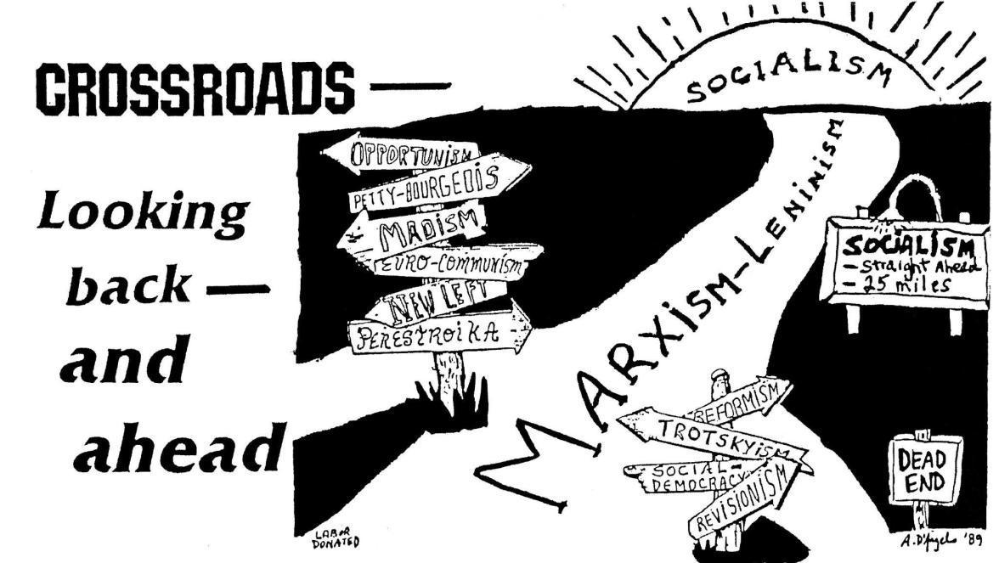 CROSSROADS —
Looking
back —
and
ahead
SOCIALISM
OPPORTUNISM
PETTY-BOURGEOIS
MAOISM
EURO-COMMUNISM
NEW LEFT
PERESTROIKA
MARXISM-LENINISM
SOCIALISM
- Straight Ahead
- 25 miles
REFORMISM
TROTSKYISM
SOCIAL-
DEMOCRACY
REVISIONISM
DEAD
END
LABOR
DONATED
A. D'Angelo '89